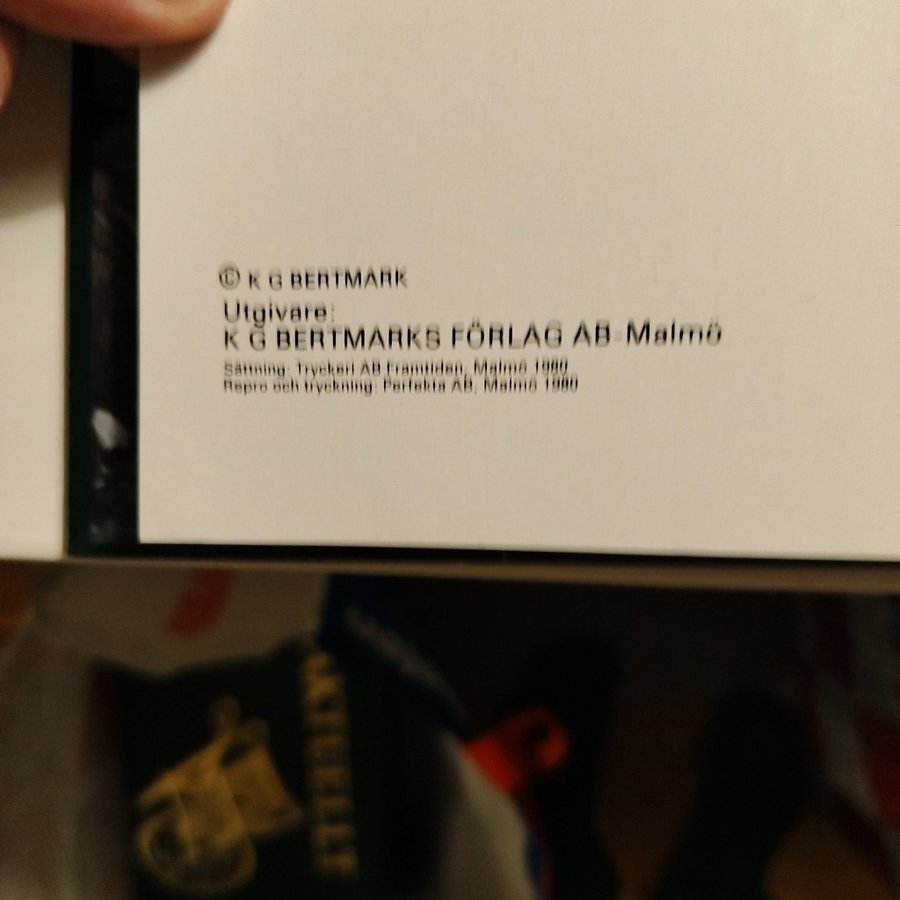 © K G BERTMARK
Utgivare:
K G BERTMARKS FÖRLAG AB-Malmö
Sättning: Tryckeri AB Framtiden, Malmö 1980
Repro och tryckning: Perfekta AB, Malmö 1980
AKTUELLT